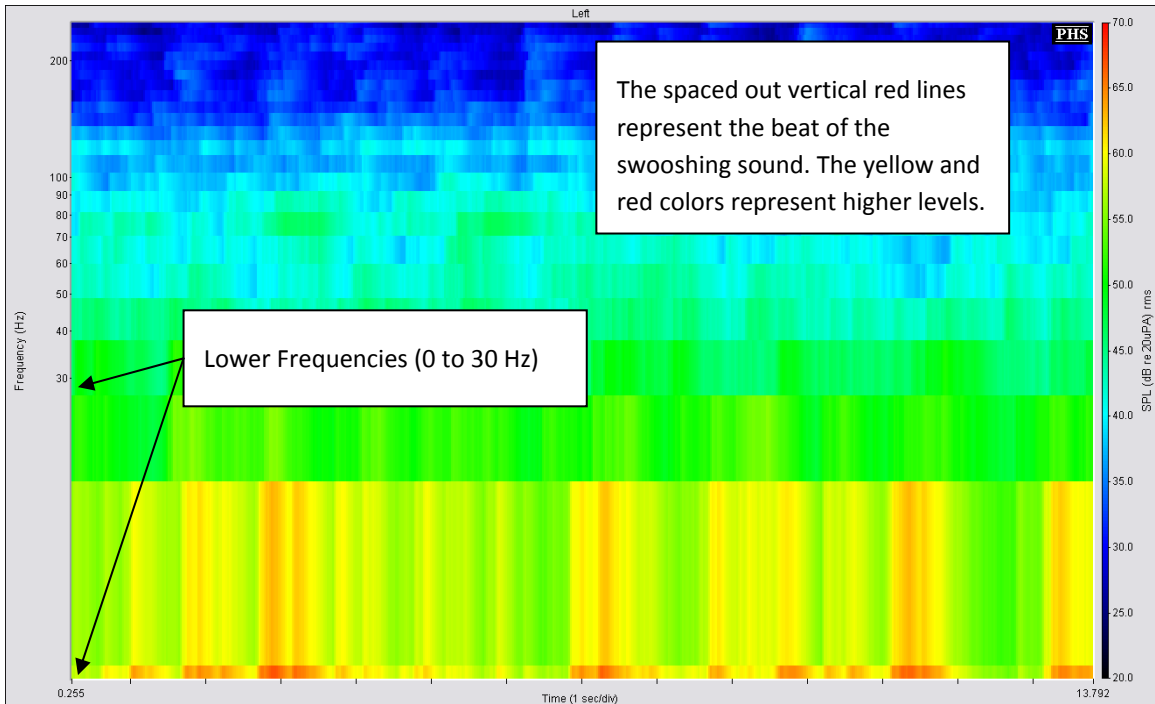 Left
PHS
The spaced out vertical red lines
represent the beat of the
swooshing sound. The yellow and
red colors represent higher levels.
Lower Frequencies (0 to 30 Hz)
Frequency (Hz)
200
100
90
80
70
60
50
40
30
0.255
Time (1 sec/div)
13.792
70.0
65.0
60.0
55.0
50.0
45.0
40.0
35.0
30.0
25.0
20.0
SPL (dB re 20uPA) rms